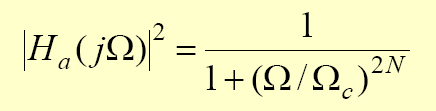 |H_a(jΩ)|^2 = 1 / (1+(Ω/Ω_c)^{2N})